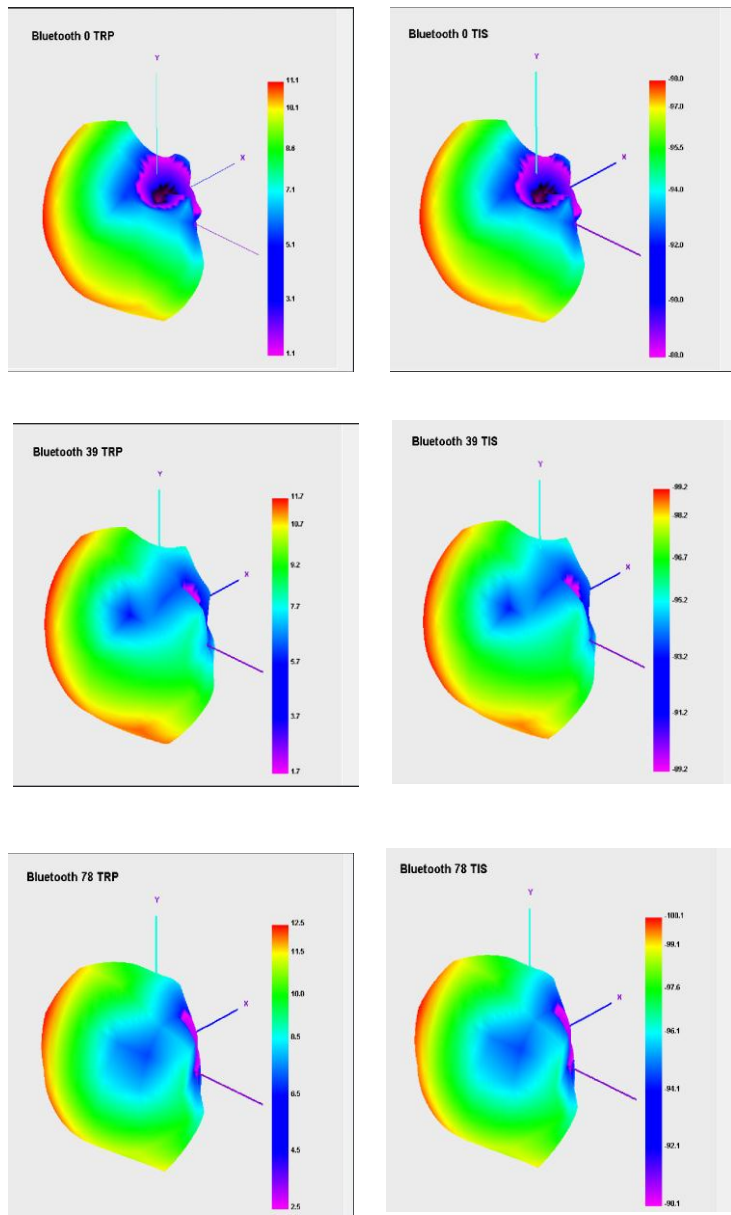 Bluetooth 0 TRP
Y
11.1
10.1
8.6
7.1
X
5.1
3.1
1.1
Bluetooth 0 TIS
Y
-98.0
-97.0
-95.5
-94.0
X
-92.0
-90.0
-88.0
Bluetooth 39 TRP
Y
11.7
10.7
9.2
X
7.7
5.7
3.7
1.7
Bluetooth 39 TIS
Y
-99.2
-98.2
-96.7
X
-95.2
-93.2
-91.2
-89.2
Bluetooth 78 TRP
Y
12.5
11.5
10.0
X
8.5
6.5
4.5
2.5
Bluetooth 78 TIS
Y
-100.1
-99.1
-97.6
X
-96.1
-94.1
-92.1
-90.1